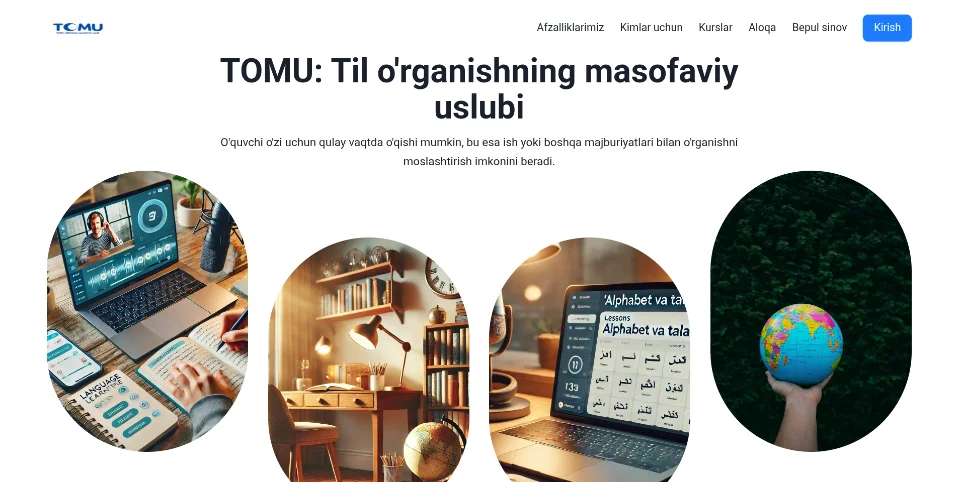 TOMU
Afzalliklarimiz Kimlar uchun Kurslar Aloqa Bepul sinov Kirish
TOMU: Til o'rganishning masofaviy
uslubi
O'quvchi o'zi uchun qulay vaqtda o'qishi mumkin, bu esa ish yoki boshqa majburiyatlari bilan o'rganishni
moslashtirish imkonini beradi.
LANGUAGE
'Alphabet va ta
Lessons
Alphabet va tala
133